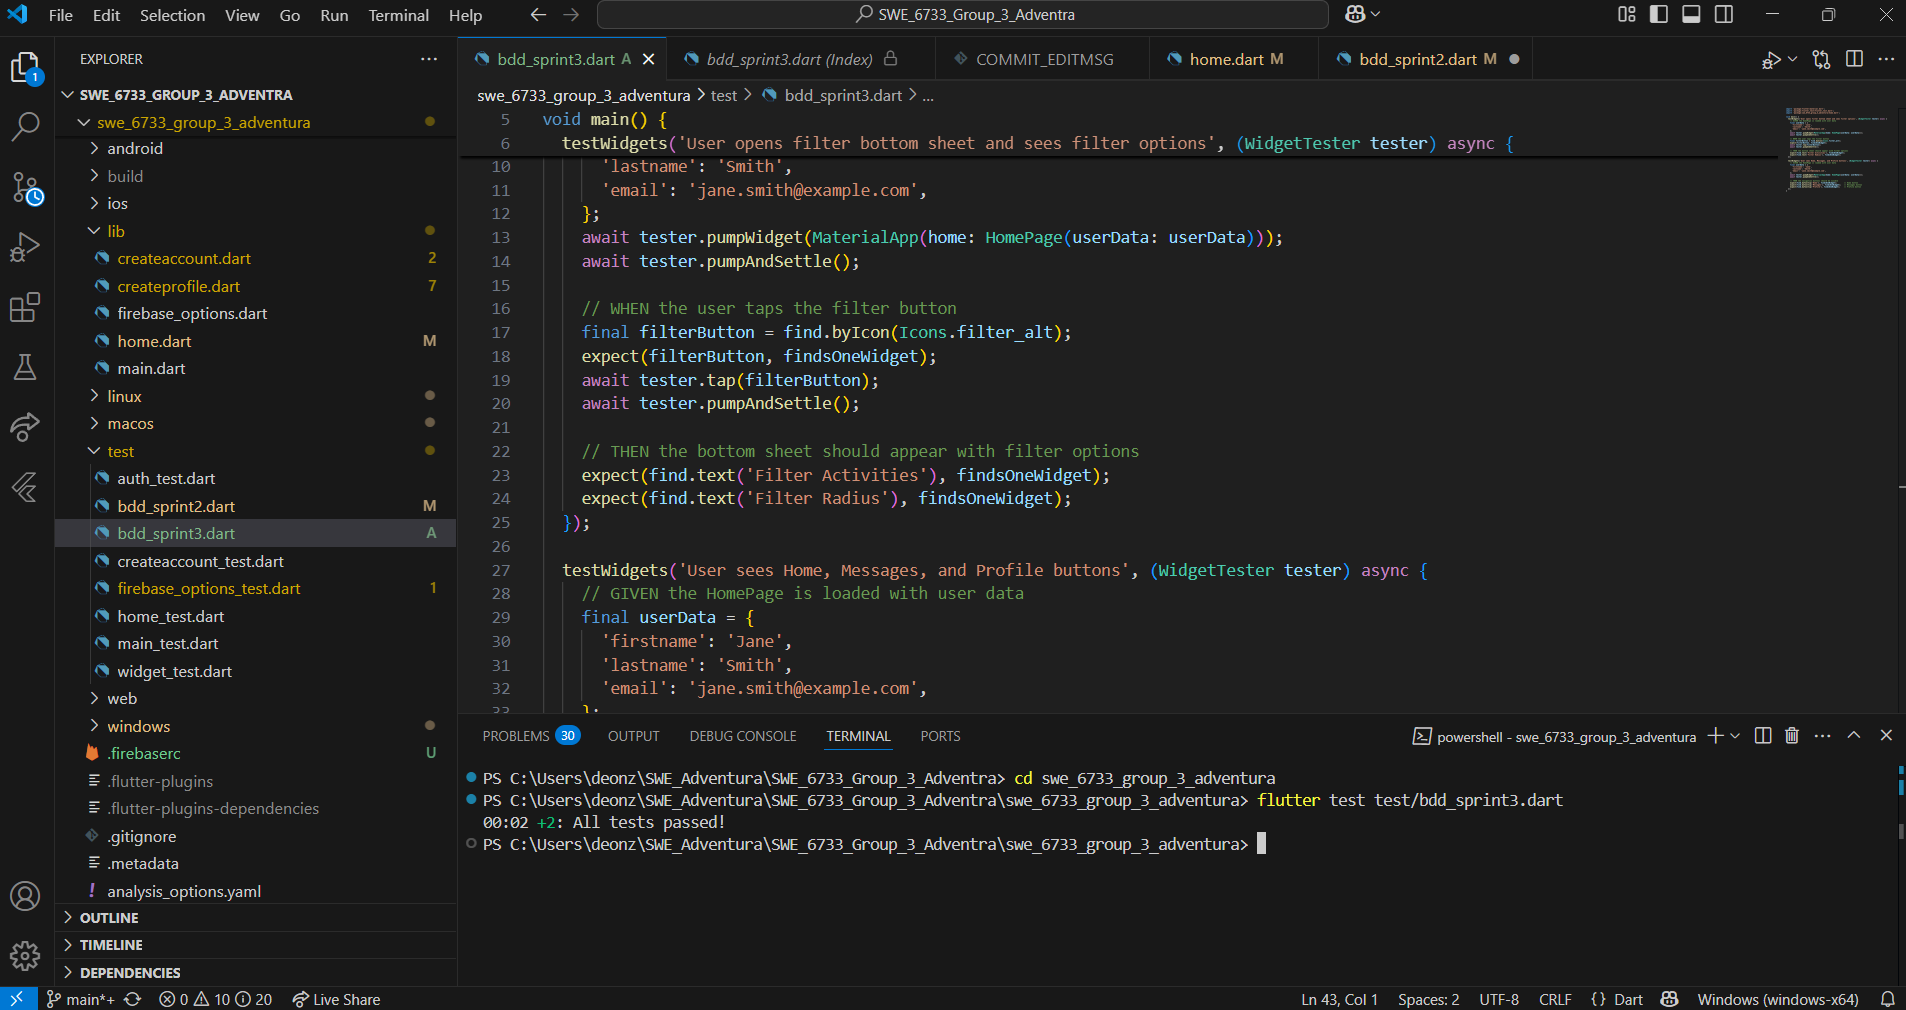 File Edit Selection View Go Run Terminal Help
SWE_6733_Group_3_Adventra
EXPLORER
1
SWE_6733_GROUP_3_ADVENTRA
swe_6733_group_3_adventura
android
build
ios
lib
createaccount.dart 2
createprofile.dart 7
firebase_options.dart
home.dart M
main.dart
linux
macos
test
auth_test.dart
bdd_sprint2.dart M
bdd_sprint3.dart A
createaccount_test.dart
firebase_options_test.dart 1
home_test.dart
main_test.dart
widget_test.dart
web
windows
.firebaserc U
.flutter-plugins
.flutter-plugins-dependencies
.gitignore
.metadata
! analysis_options.yaml
OUTLINE
TIMELINE
DEPENDENCIES
bdd_sprint3.dart A
bdd_sprint3.dart (Index)
COMMIT_EDITMSG
home.dart M
bdd_sprint2.dart M
swe_6733_group_3_adventura > test > bdd_sprint3.dart > ...
5 void main() {
6 testWidgets('User opens filter bottom sheet and sees filter options', (WidgetTester tester) async {
10 'lastname': 'Smith',
11 'email': 'jane.smith@example.com',
12 };
13 await tester.pumpWidget(MaterialApp(home: HomePage(userData: userData)));
14 await tester.pumpAndSettle();
15
16 // WHEN the user taps the filter button
17 final filterButton = find.byIcon(Icons.filter_alt);
18 expect(filterButton, findsOneWidget);
19 await tester.tap(filterButton);
20 await tester.pumpAndSettle();
21
22 // THEN the bottom sheet should appear with filter options
23 expect(find.text('Filter Activities'), findsOneWidget);
24 expect(find.text('Filter Radius'), findsOneWidget);
25 });
26
27 testWidgets('User sees Home, Messages, and Profile buttons', (WidgetTester tester) async {
28 // GIVEN the HomePage is loaded with user data
29 final userData = {
30 'firstname': 'Jane',
31 'lastname': 'Smith',
32 'email': 'jane.smith@example.com',
33 };
PROBLEMS 30 OUTPUT DEBUG CONSOLE TERMINAL PORTS
powershell - swe_6733_group_3_adventura
PS C:\Users\deonz\SWE_Adventura\SWE_6733_Group_3_Adventra> cd swe_6733_group_3_adventura
PS C:\Users\deonz\SWE_Adventura\SWE_6733_Group_3_Adventra\swe_6733_group_3_adventura> flutter test test/bdd_sprint3.dart
00:02 +2: All tests passed!
PS C:\Users\deonz\SWE_Adventura\SWE_6733_Group_3_Adventra\swe_6733_group_3_adventura>
main*+ 0 10 20 Live Share Ln 43, Col 1 Spaces: 2 UTF-8 CRLF {} Dart Windows (windows-x64)